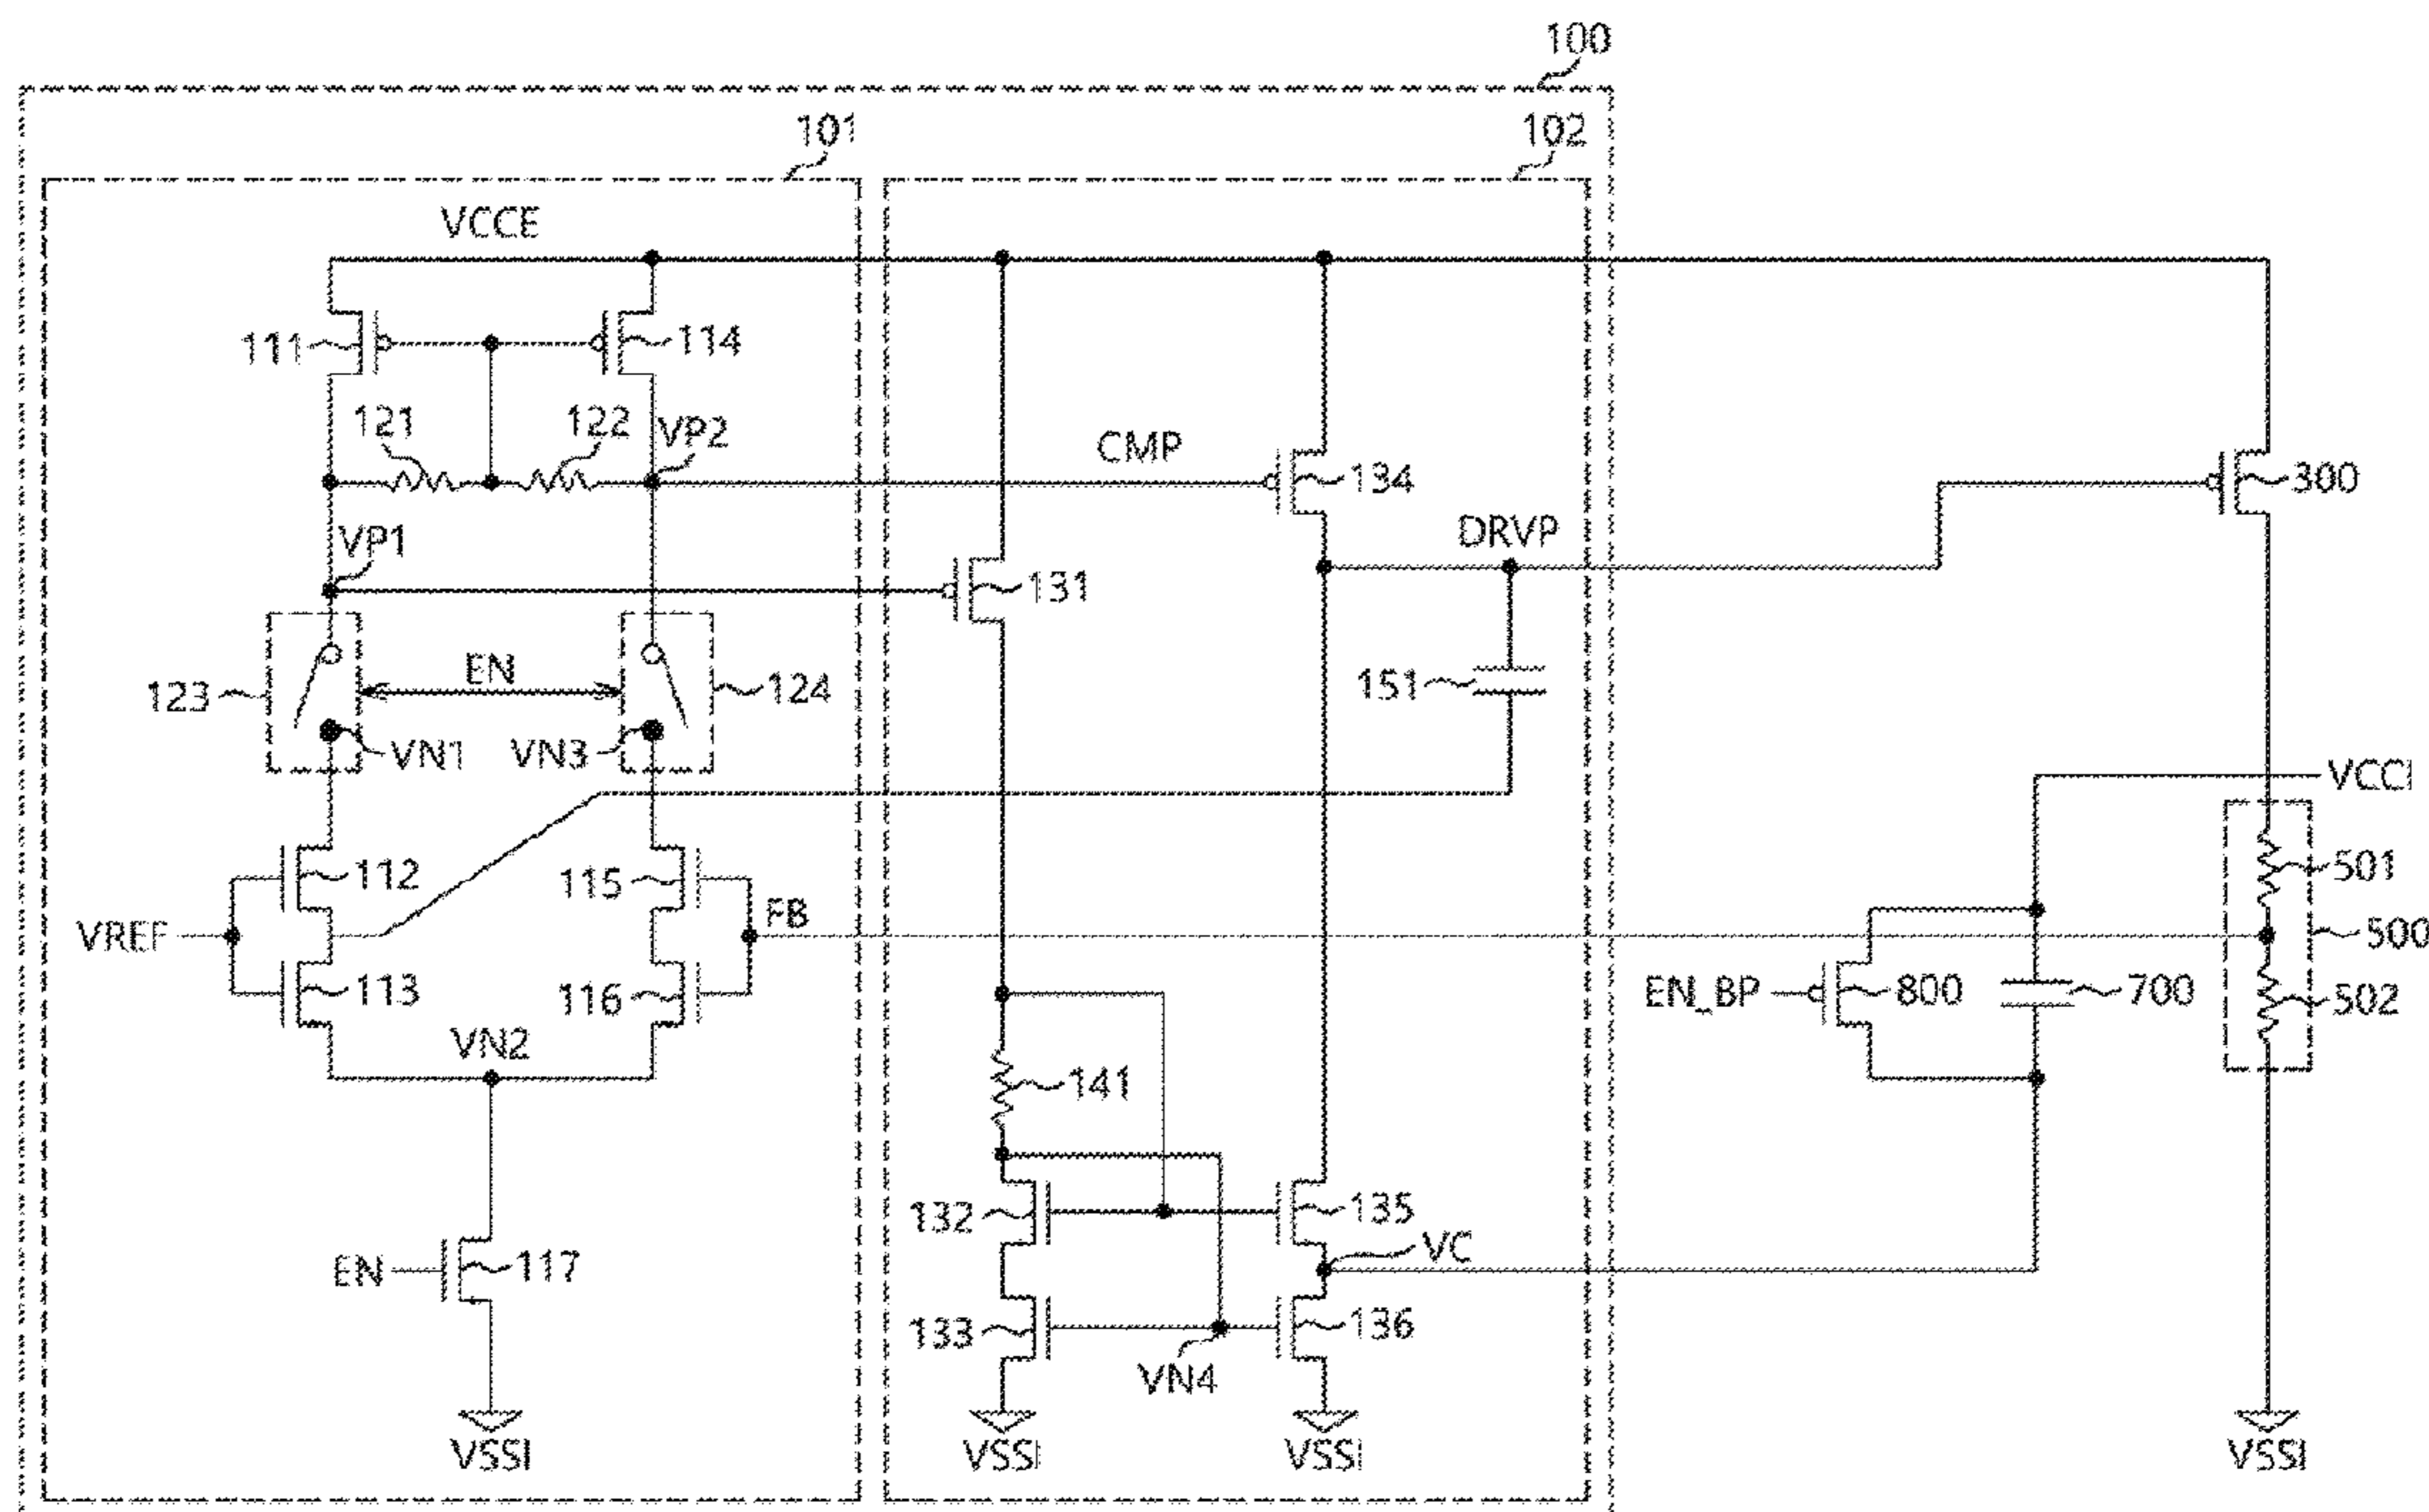 100
101
102
VCCE
111
114
121
122
VP2
CMP
134
300
VP1
DRVP
131
EN
123
124
151
VN1
VN3
VCCI
112
115
501
VREF
FB
500
113
116
EN_BP
800
700
502
VN2
141
132
135
EN
117
VC
133
136
VN4
VSSI
VSSI
VSSI
VSSI